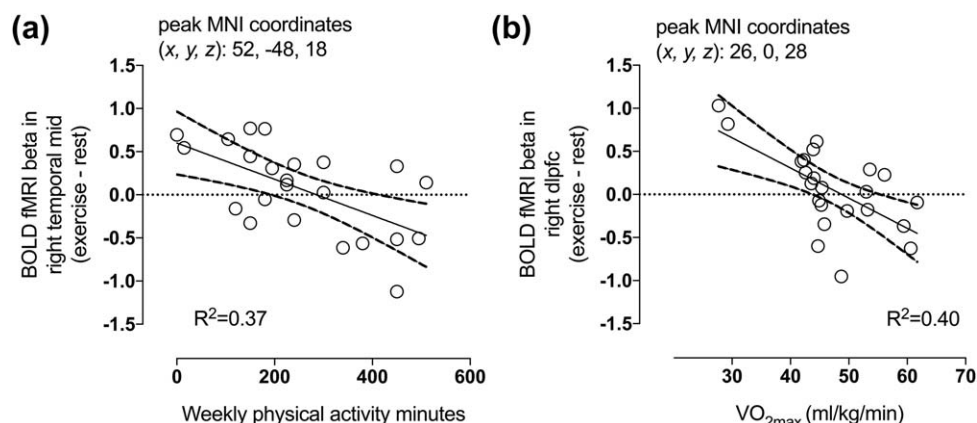 (a)
peak MNI coordinates
(x, y, z): 52, -48, 18
BOLD fMRI beta in
right temporal mid
(exercise - rest)
1.5
1.0
0.5
0.0
-0.5
-1.0
-1.5
R²=0.37
0 200 400 600
Weekly physical activity minutes
(b)
peak MNI coordinates
(x, y, z): 26, 0, 28
BOLD fMRI beta in
right dlpfc
(exercise - rest)
1.5
1.0
0.5
0.0
-0.5
-1.0
-1.5
R²=0.40
20 30 40 50 60 70
VO₂max (ml/kg/min)